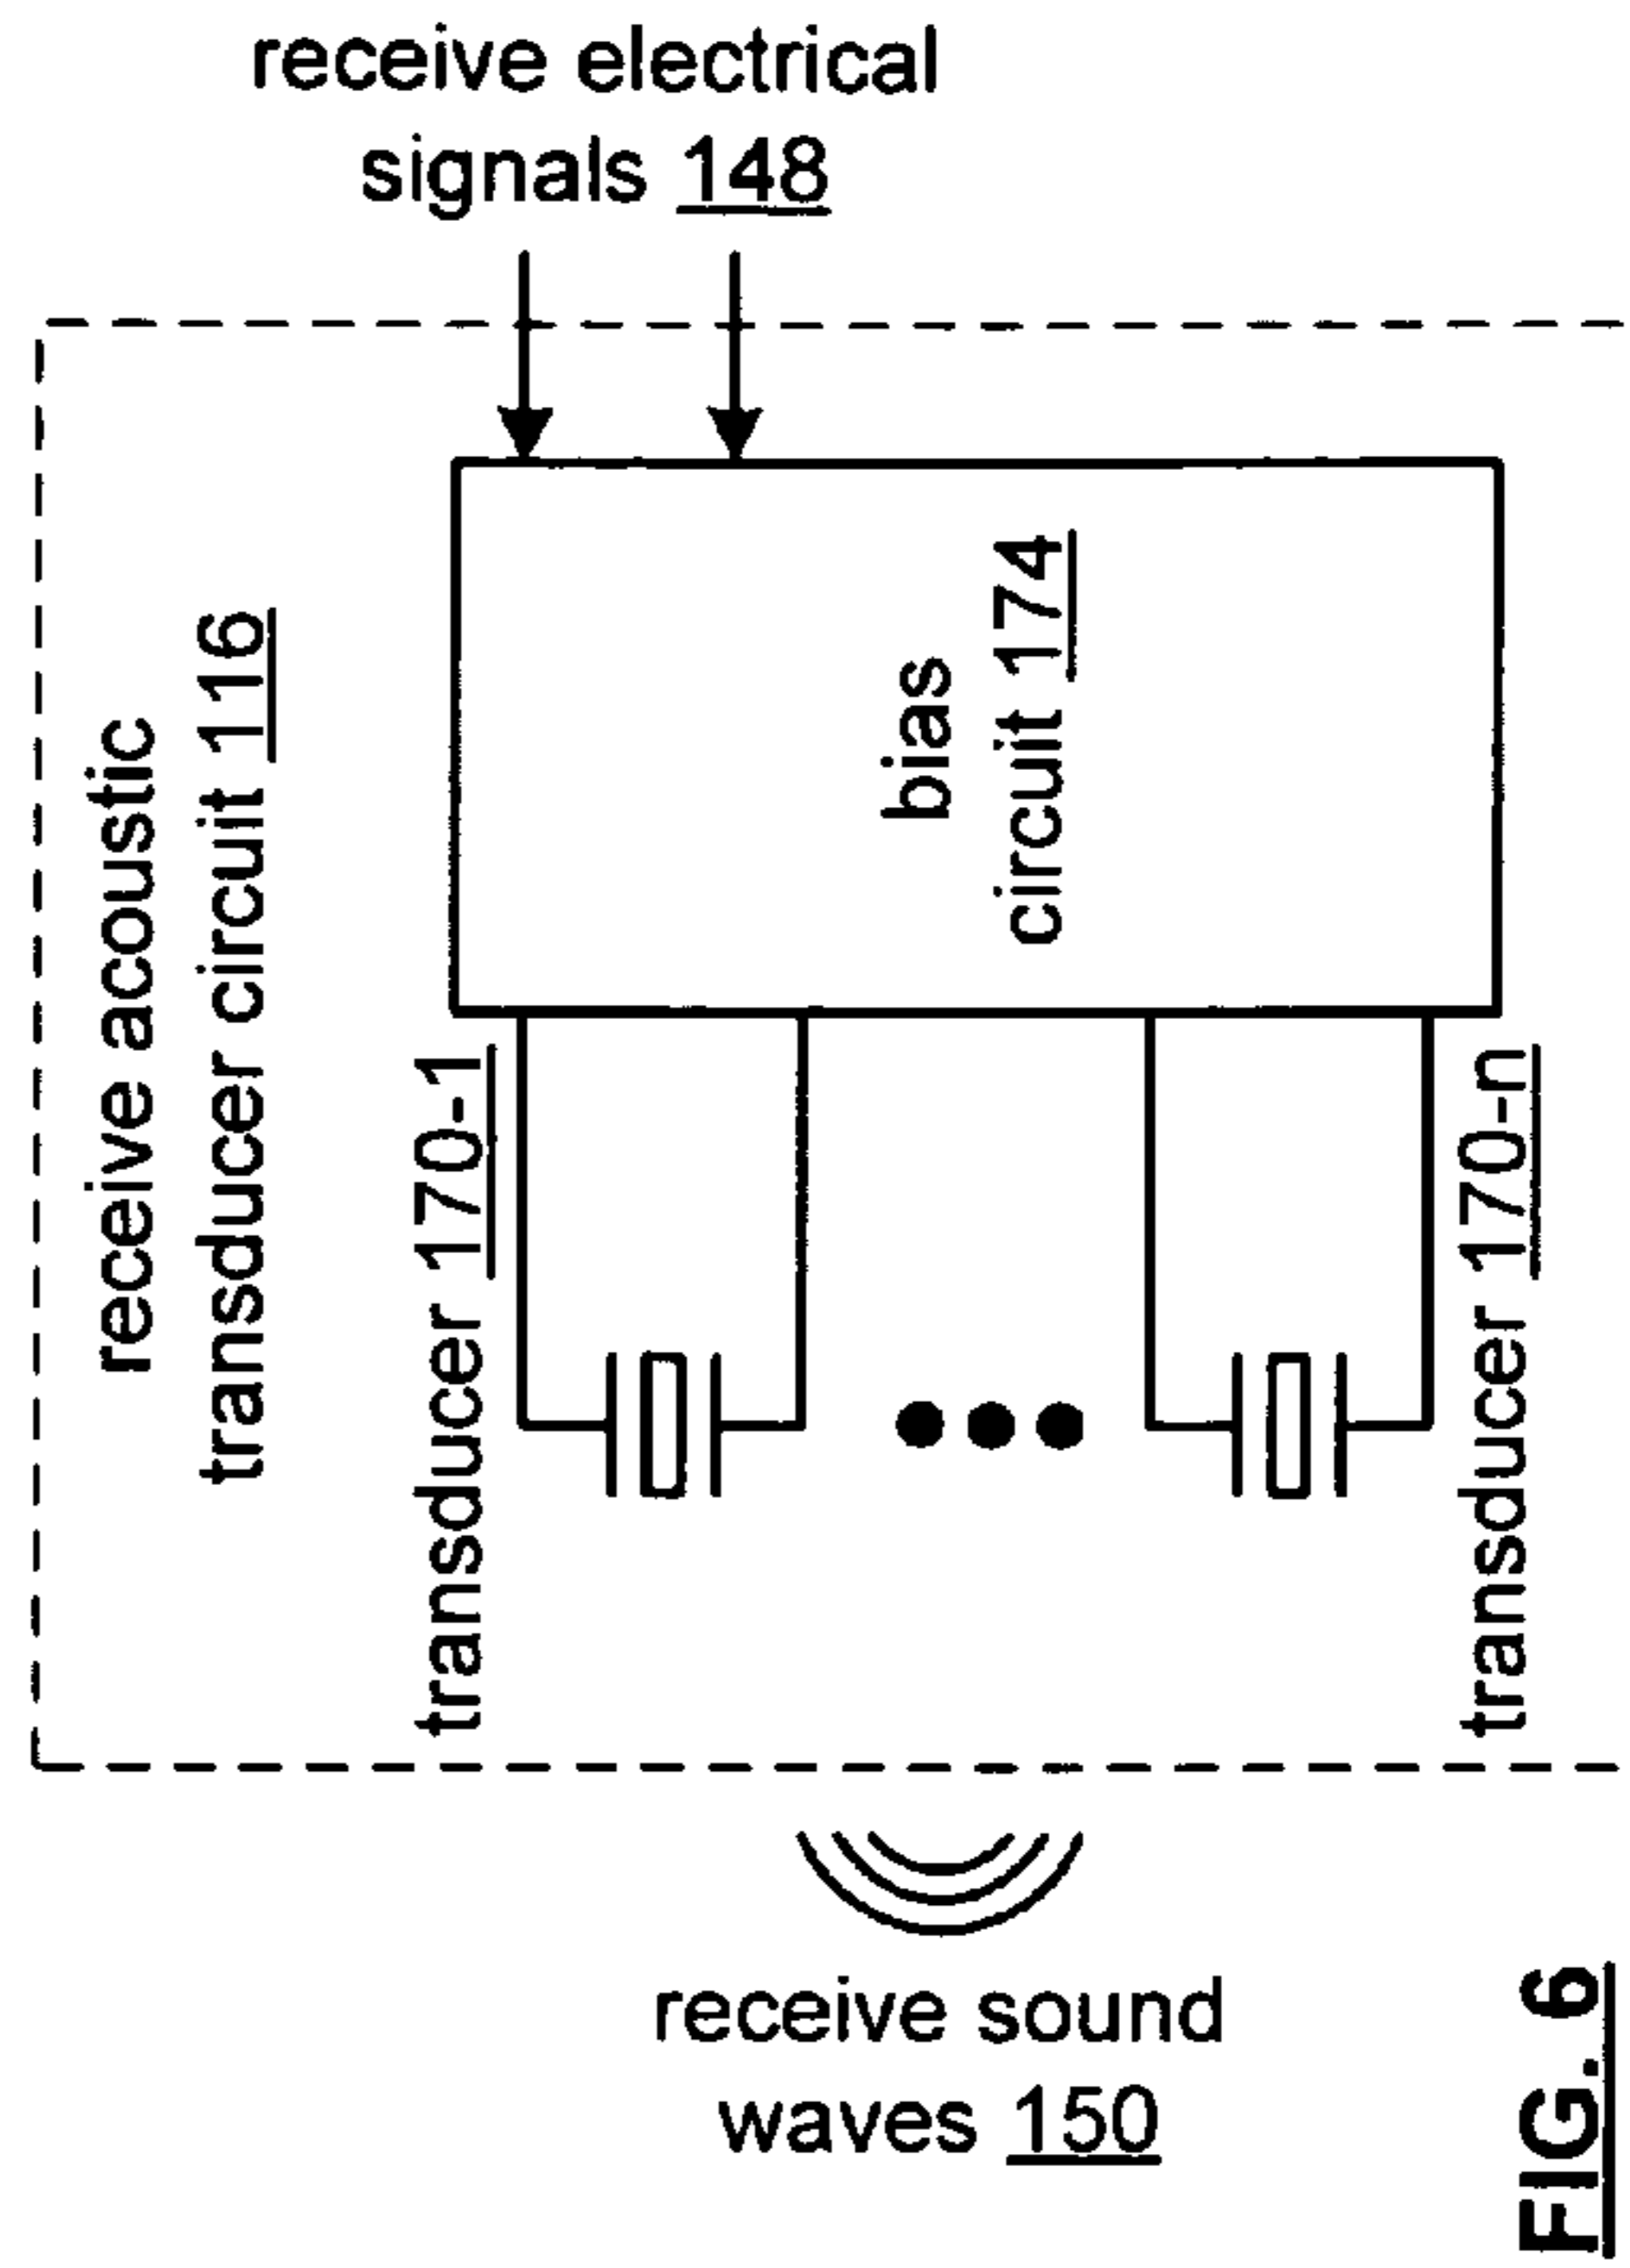 receive electrical
signals 148
receive acoustic
transducer circuit 116
bias
circuit 174
transducer 170-1
transducer 170-n
receive sound
waves 150
FIG. 6